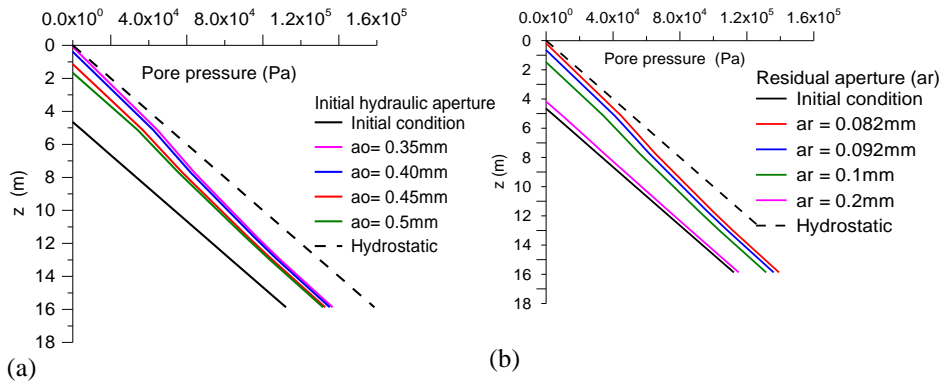 0.0x10⁰ 4.0x10⁴ 8.0x10⁴ 1.2x10⁵ 1.6x10⁵
Pore pressure (Pa)
Initial hydraulic aperture
Initial condition
ao= 0.35mm
ao= 0.40mm
ao= 0.45mm
ao= 0.5mm
Hydrostatic
0
2
4
6
8
10
12
14
16
18
z (m)
(a)
0.0x10⁰ 4.0x10⁴ 8.0x10⁴ 1.2x10⁵ 1.6x10⁵
Pore pressure (Pa)
Residual aperture (ar)
Initial condition
ar = 0.082mm
ar = 0.092mm
ar = 0.1mm
ar = 0.2mm
Hydrostatic
0
2
4
6
8
10
12
14
16
18
z (m)
(b)